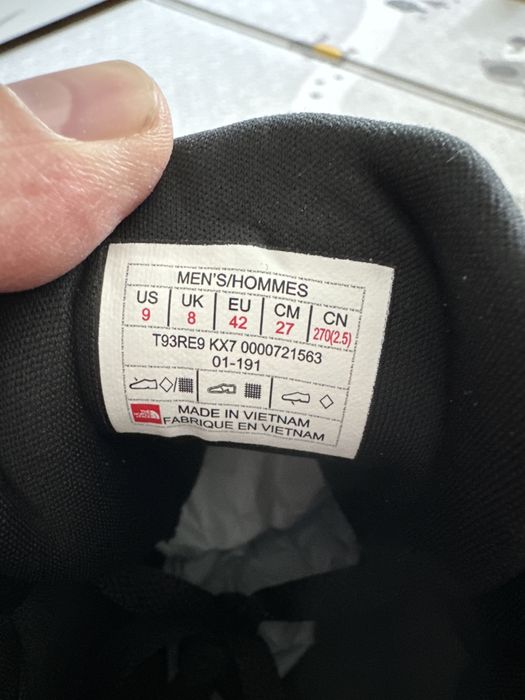 MEN'S/HOMMES
US UK EU CM CN
9 8 42 27 270(2.5)
T93RE9 KX7 0000721563
01-191
MADE IN VIETNAM
FABRIQUE EN VIETNAM